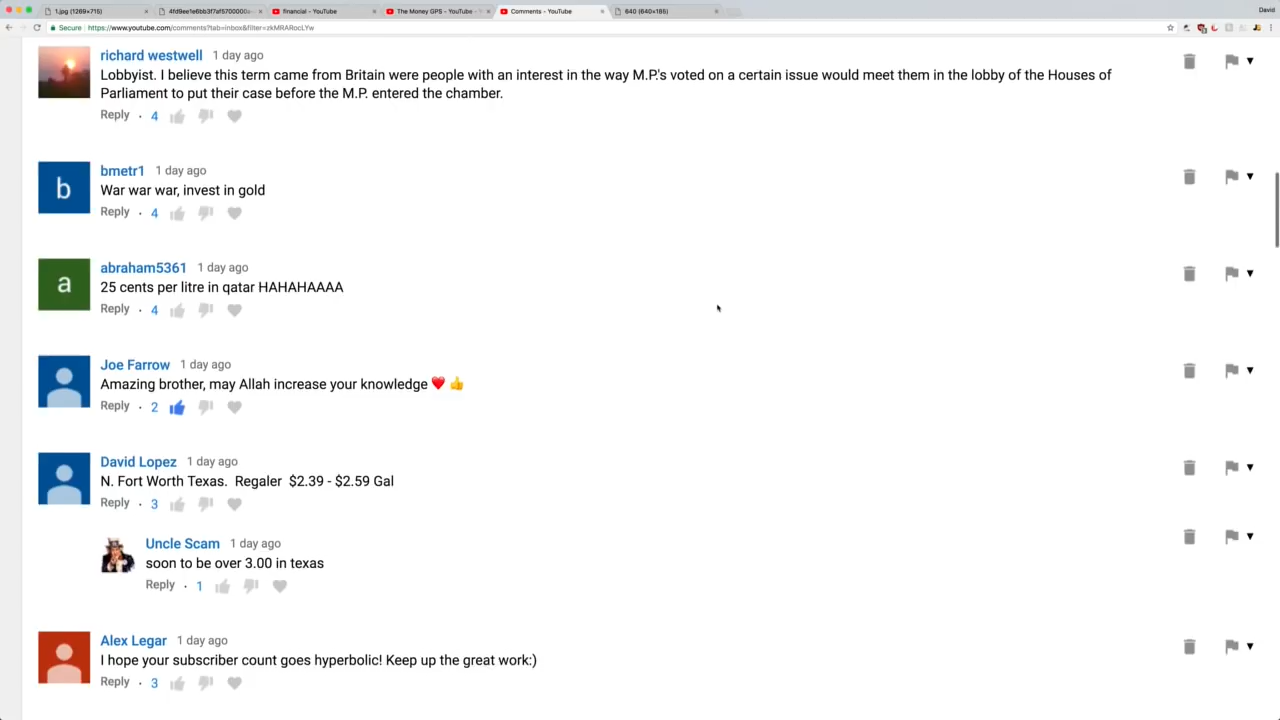 1.jpg (1269×715)
4fd9ee1e6bb3f7af5700000e
financial - YouTube
The Money GPS - YouTube
Comments - YouTube
640 (640×185)
David
Secure
https://www.youtube.com/comments?tab=inbox&filter=zkMRARocLYw
richard westwell 1 day ago
Lobbyist. I believe this term came from Britain were people with an interest in the way M.P.'s voted on a certain issue would meet them in the lobby of the Houses of
Parliament to put their case before the M.P. entered the chamber.
Reply · 4
b
bmetr1 1 day ago
War war war, invest in gold
Reply · 4
a
abraham5361 1 day ago
25 cents per litre in qatar HAHAHAAAA
Reply · 4
Joe Farrow 1 day ago
Amazing brother, may Allah increase your knowledge ❤️ 👍
Reply · 2
David Lopez 1 day ago
N. Fort Worth Texas. Regaler $2.39 - $2.59 Gal
Reply · 3
Uncle Scam 1 day ago
soon to be over 3.00 in texas
Reply · 1
Alex Legar 1 day ago
I hope your subscriber count goes hyperbolic! Keep up the great work:)
Reply · 3